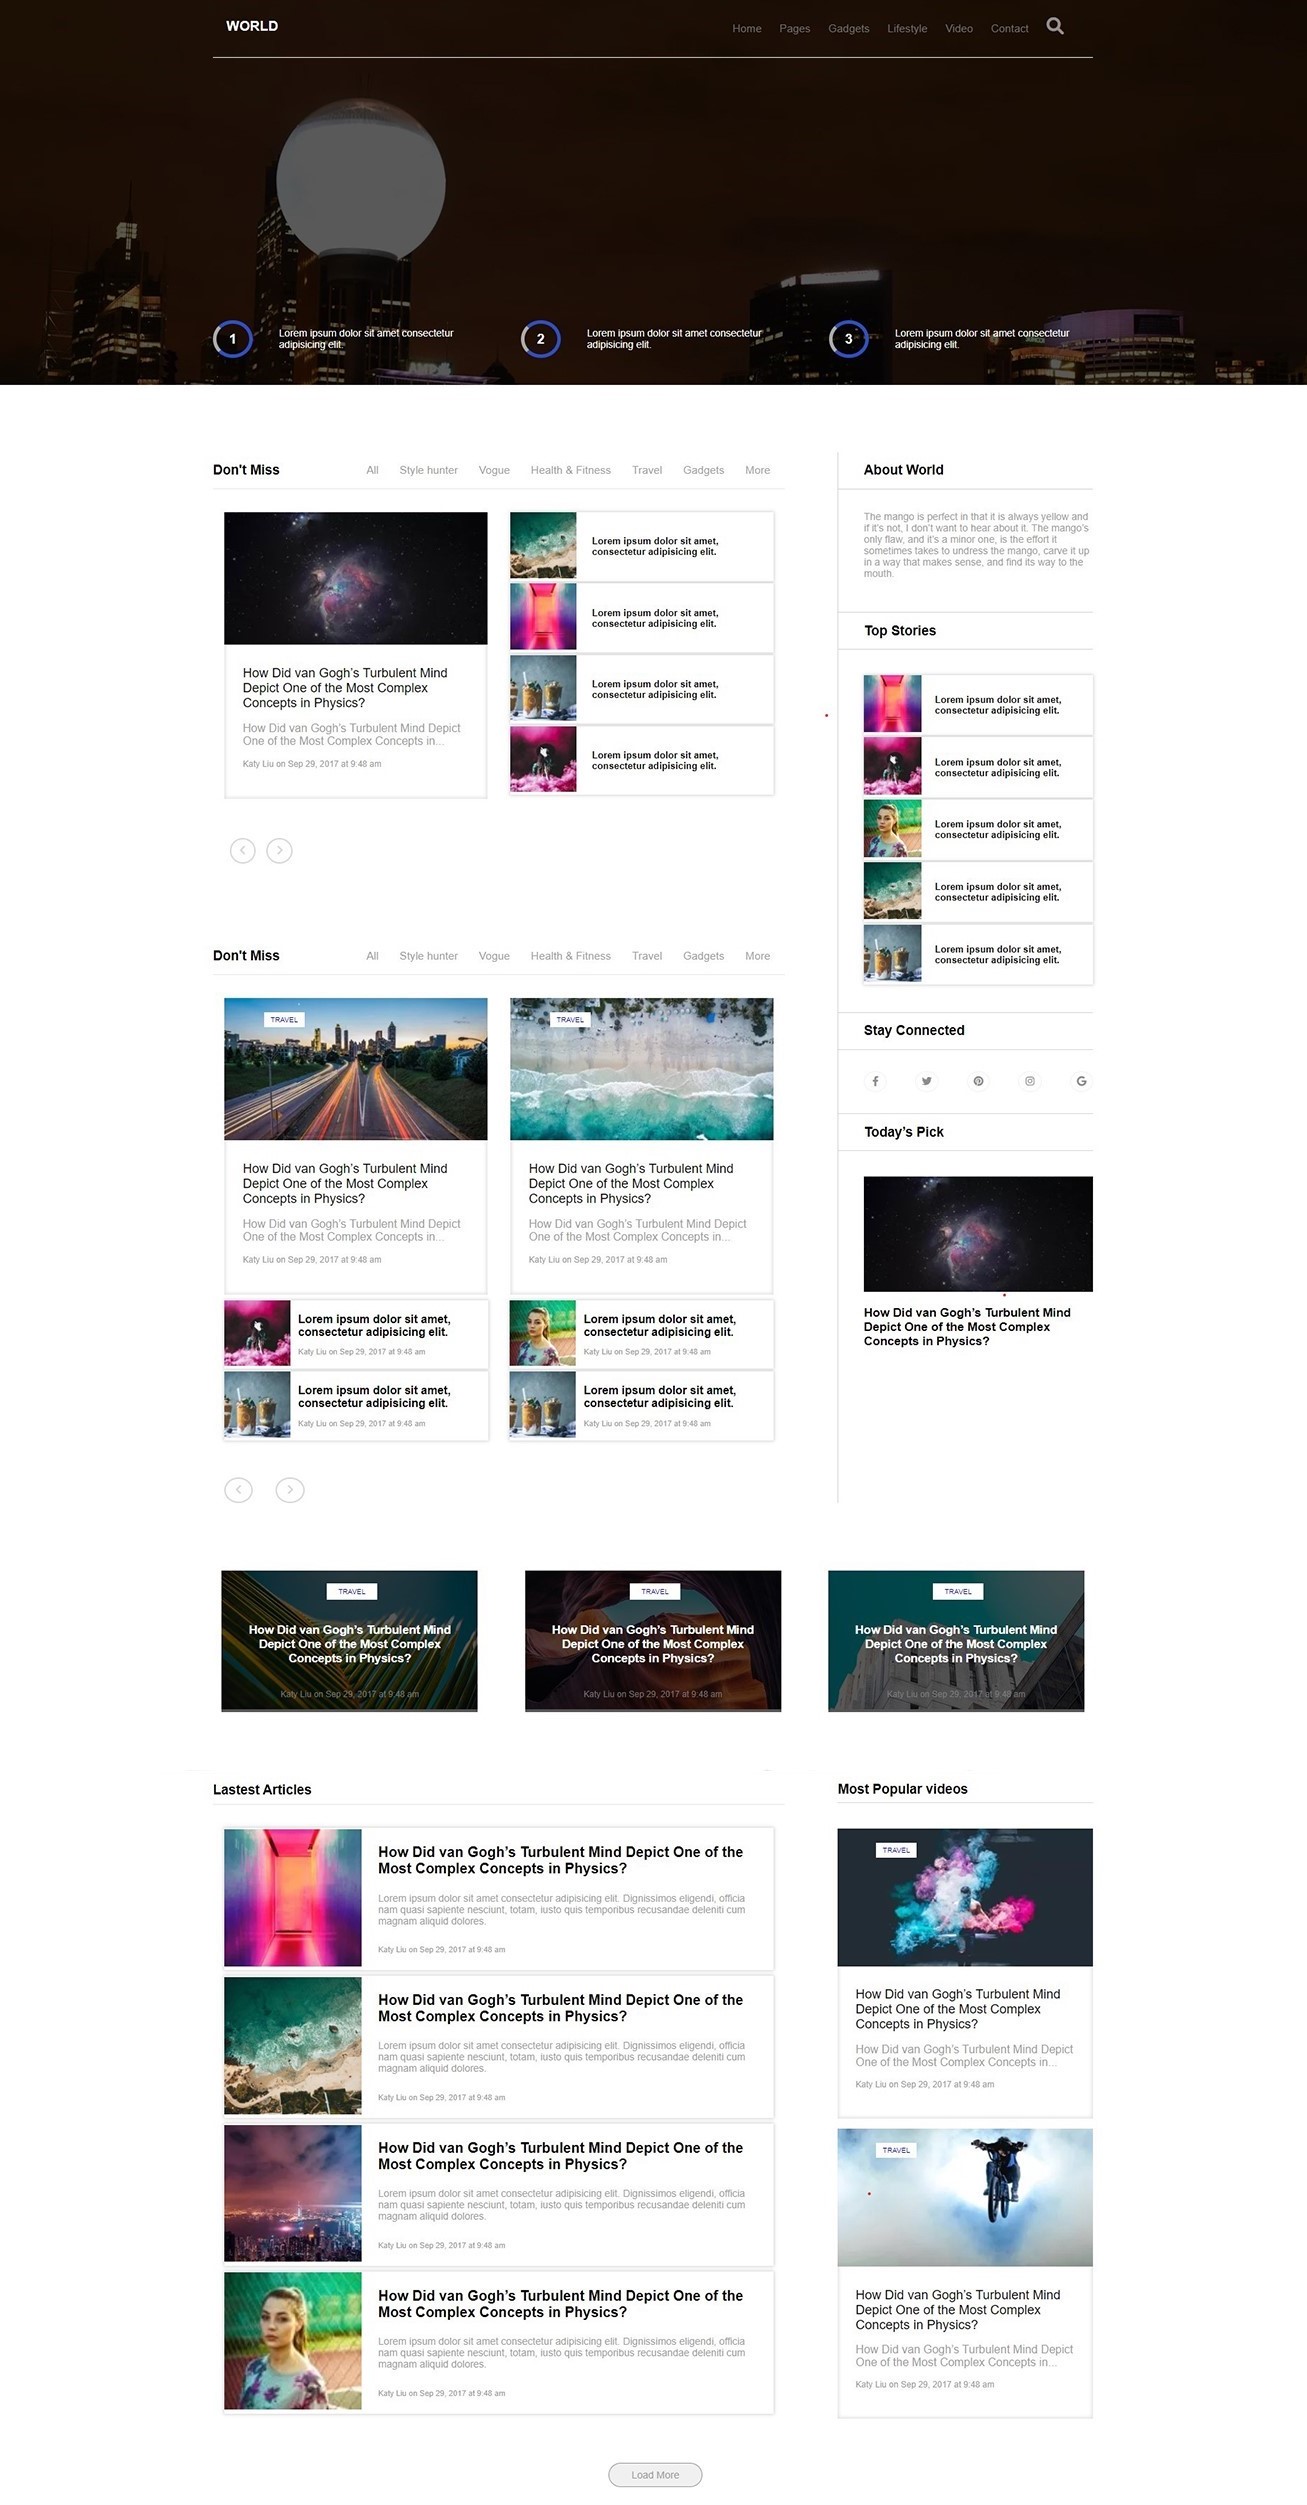 WORLD
Home Pages Gadgets Lifestyle Video Contact
1
Lorem ipsum dolor sit amet consectetur
adipisicing elit.
2
Lorem ipsum dolor sit amet consectetur
adipisicing elit.
3
Lorem ipsum dolor sit amet consectetur
adipisicing elit.
Don't Miss
All Style hunter Vogue Health & Fitness Travel Gadgets More
How Did van Gogh’s Turbulent Mind
Depict One of the Most Complex
Concepts in Physics?
How Did van Gogh’s Turbulent Mind Depict
One of the Most Complex Concepts in...
Katy Liu on Sep 29, 2017 at 9:48 am
Lorem ipsum dolor sit amet,
consectetur adipisicing elit.
Lorem ipsum dolor sit amet,
consectetur adipisicing elit.
Lorem ipsum dolor sit amet,
consectetur adipisicing elit.
Lorem ipsum dolor sit amet,
consectetur adipisicing elit.
Don't Miss
All Style hunter Vogue Health & Fitness Travel Gadgets More
TRAVEL
How Did van Gogh’s Turbulent Mind
Depict One of the Most Complex
Concepts in Physics?
How Did van Gogh’s Turbulent Mind Depict
One of the Most Complex Concepts in...
Katy Liu on Sep 29, 2017 at 9:48 am
Lorem ipsum dolor sit amet,
consectetur adipisicing elit.
Katy Liu on Sep 29, 2017 at 9:48 am
Lorem ipsum dolor sit amet,
consectetur adipisicing elit.
Katy Liu on Sep 29, 2017 at 9:48 am
TRAVEL
How Did van Gogh’s Turbulent Mind
Depict One of the Most Complex
Concepts in Physics?
How Did van Gogh’s Turbulent Mind Depict
One of the Most Complex Concepts in...
Katy Liu on Sep 29, 2017 at 9:48 am
Lorem ipsum dolor sit amet,
consectetur adipisicing elit.
Katy Liu on Sep 29, 2017 at 9:48 am
Lorem ipsum dolor sit amet,
consectetur adipisicing elit.
Katy Liu on Sep 29, 2017 at 9:48 am
About World
The mango is perfect in that it is always yellow and
if it’s not, I don’t want to hear about it. The mango’s
only flaw, and it’s a minor one, is the effort it
sometimes takes to undress the mango, carve it up
in a way that makes sense, and find its way to the
mouth.
Top Stories
Lorem ipsum dolor sit amet,
consectetur adipisicing elit.
Lorem ipsum dolor sit amet,
consectetur adipisicing elit.
Lorem ipsum dolor sit amet,
consectetur adipisicing elit.
Lorem ipsum dolor sit amet,
consectetur adipisicing elit.
Lorem ipsum dolor sit amet,
consectetur adipisicing elit.
Stay Connected
Today’s Pick
How Did van Gogh’s Turbulent Mind
Depict One of the Most Complex
Concepts in Physics?
TRAVEL
How Did van Gogh’s Turbulent Mind
Depict One of the Most Complex
Concepts in Physics?
Katy Liu on Sep 29, 2017 at 9:48 am
TRAVEL
How Did van Gogh’s Turbulent Mind
Depict One of the Most Complex
Concepts in Physics?
Katy Liu on Sep 29, 2017 at 9:48 am
TRAVEL
How Did van Gogh’s Turbulent Mind
Depict One of the Most Complex
Concepts in Physics?
Katy Liu on Sep 29, 2017 at 9:48 am
Lastest Articles
How Did van Gogh’s Turbulent Mind Depict One of the
Most Complex Concepts in Physics?
Lorem ipsum dolor sit amet consectetur adipisicing elit. Dignissimos eligendi, officia
nam quasi sapiente nesciunt, totam, iusto quis temporibus recusandae deleniti cum
magnam aliquid dolores.
Katy Liu on Sep 29, 2017 at 9:48 am
How Did van Gogh’s Turbulent Mind Depict One of the
Most Complex Concepts in Physics?
Lorem ipsum dolor sit amet consectetur adipisicing elit. Dignissimos eligendi, officia
nam quasi sapiente nesciunt, totam, iusto quis temporibus recusandae deleniti cum
magnam aliquid dolores.
Katy Liu on Sep 29, 2017 at 9:48 am
How Did van Gogh’s Turbulent Mind Depict One of the
Most Complex Concepts in Physics?
Lorem ipsum dolor sit amet consectetur adipisicing elit. Dignissimos eligendi, officia
nam quasi sapiente nesciunt, totam, iusto quis temporibus recusandae deleniti cum
magnam aliquid dolores.
Katy Liu on Sep 29, 2017 at 9:48 am
How Did van Gogh’s Turbulent Mind Depict One of the
Most Complex Concepts in Physics?
Lorem ipsum dolor sit amet consectetur adipisicing elit. Dignissimos eligendi, officia
nam quasi sapiente nesciunt, totam, iusto quis temporibus recusandae deleniti cum
magnam aliquid dolores.
Katy Liu on Sep 29, 2017 at 9:48 am
Most Popular videos
TRAVEL
How Did van Gogh’s Turbulent Mind
Depict One of the Most Complex
Concepts in Physics?
How Did van Gogh’s Turbulent Mind Depict
One of the Most Complex Concepts in...
Katy Liu on Sep 29, 2017 at 9:48 am
TRAVEL
How Did van Gogh’s Turbulent Mind
Depict One of the Most Complex
Concepts in Physics?
How Did van Gogh’s Turbulent Mind Depict
One of the Most Complex Concepts in...
Katy Liu on Sep 29, 2017 at 9:48 am
Load More